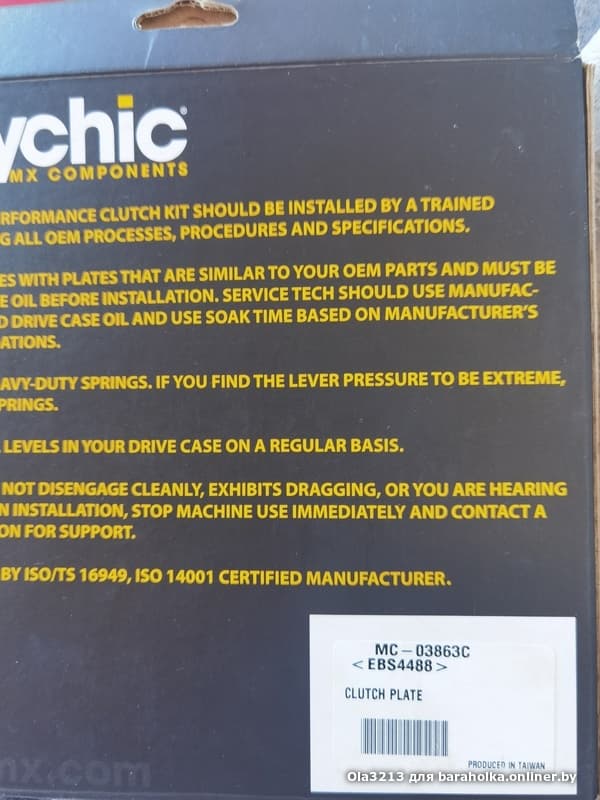 ychic®
MX COMPONENTS
RFORMANCE CLUTCH KIT SHOULD BE INSTALLED BY A TRAINED
G ALL OEM PROCESSES, PROCEDURES AND SPECIFICATIONS.
ES WITH PLATES THAT ARE SIMILAR TO YOUR OEM PARTS AND MUST BE
E OIL BEFORE INSTALLATION. SERVICE TECH SHOULD USE MANUFAC-
D DRIVE CASE OIL AND USE SOAK TIME BASED ON MANUFACTURER'S
ATIONS.
AVY-DUTY SPRINGS. IF YOU FIND THE LEVER PRESSURE TO BE EXTREME,
PRINGS.
LEVELS IN YOUR DRIVE CASE ON A REGULAR BASIS.
NOT DISENGAGE CLEANLY, EXHIBITS DRAGGING, OR YOU ARE HEARING
N INSTALLATION, STOP MACHINE USE IMMEDIATELY AND CONTACT A
ON FOR SUPPORT.
BY ISO/TS 16949, ISO 14001 CERTIFIED MANUFACTURER.
MC-03863C
<EBS4488>
CLUTCH PLATE
PRODUCED IN TAIWAN
nx.com
Ola3213 для baraholka.onliner.by